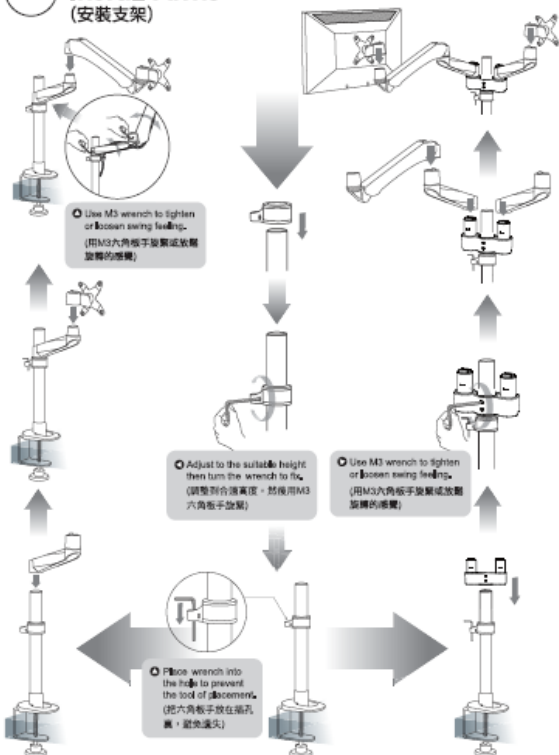 (安裝支架)
Use M3 wrench to tighten
or loosen swing feeling.
(用M3六角板手旋緊或放鬆
旋轉的感覺)
Adjust to the suitable height
then turn the wrench to fix.
(調整到合適高度，然後用M3
六角板手旋緊)
Use M3 wrench to tighten
or loosen swing feeling.
(用M3六角板手旋緊或放鬆
旋轉的感覺)
Place wrench into
the hole to prevent
the tool of placement.
(把六角板手放在插孔
裏，避免遺失)